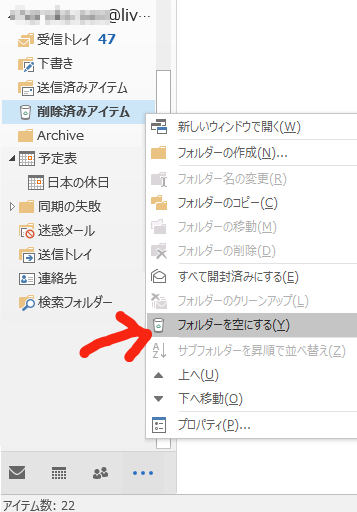 @liv...
受信トレイ 47
下書き
送信済みアイテム
削除済みアイテム
Archive
予定表
日本の休日
同期の失敗
迷惑メール
送信トレイ
連絡先
検索フォルダー
新しいウィンドウで開く(W)
フォルダーの作成(N)...
フォルダー名の変更(R)
フォルダーのコピー(C)
フォルダーの移動(M)
フォルダーの削除(D)
すべて開封済みにする(E)
フォルダーのクリーンアップ(L)
フォルダーを空にする(Y)
サブフォルダーを昇順で並べ替え(Z)
上へ(U)
下へ移動(O)
プロパティ(P)...
アイテム数: 22